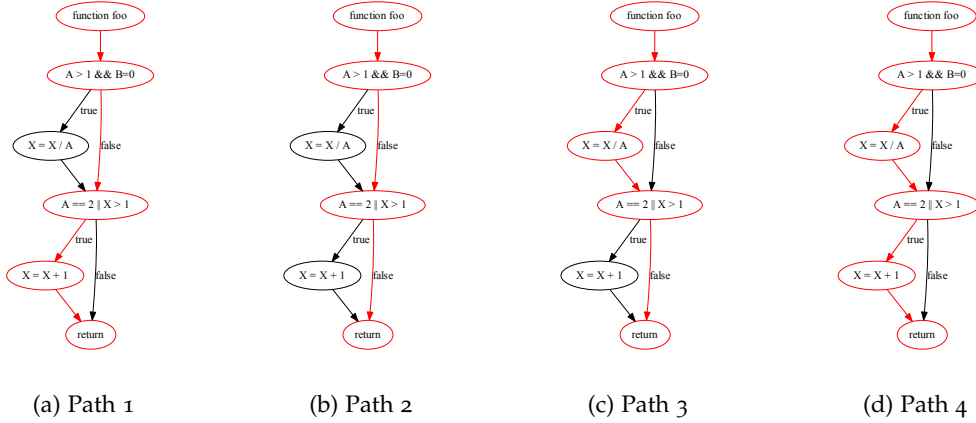 function foo
A > 1 && B=0
true
X = X / A
false
A == 2 || X > 1
true
X = X + 1
false
return
(a) Path 1
function foo
A > 1 && B=0
true
X = X / A
false
A == 2 || X > 1
true
X = X + 1
false
return
(b) Path 2
function foo
A > 1 && B=0
true
X = X / A
false
A == 2 || X > 1
true
X = X + 1
false
return
(c) Path 3
function foo
A > 1 && B=0
true
X = X / A
false
A == 2 || X > 1
true
X = X + 1
false
return
(d) Path 4